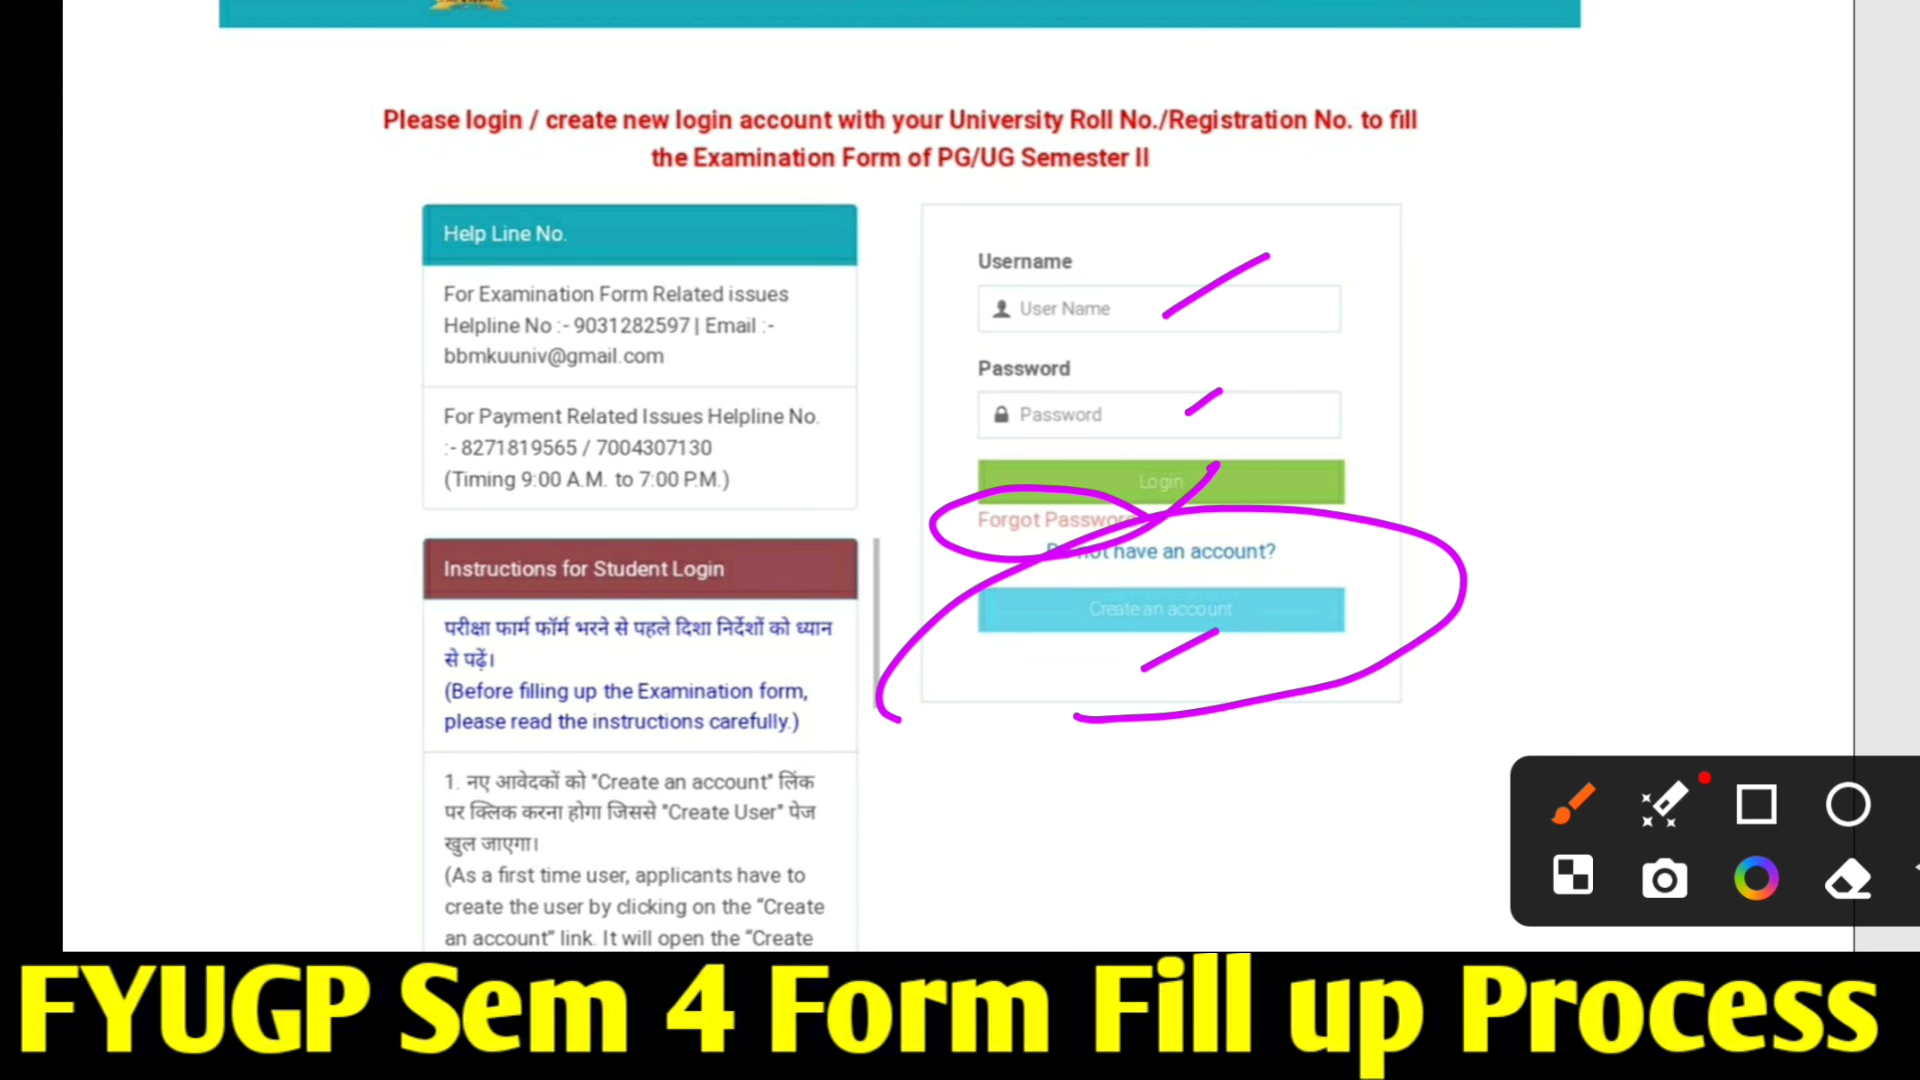 Please login / create new login account with your University Roll No./Registration No. to fill
the Examination Form of PG/UG Semester II
Help Line No.
For Examination Form Related issues
Helpline No :- 9031282597 | Email :-
bbmkuuniv@gmail.com
For Payment Related Issues Helpline No.
:- 8271819565 / 7004307130
(Timing 9:00 A.M. to 7:00 P.M.)
Instructions for Student Login
परीक्षा फार्म फॉर्म भरने से पहले दिशा निर्देशों को ध्यान
से पढ़ें।
(Before filling up the Examination form,
please read the instructions carefully.)
1. नए आवेदकों को "Create an account" लिंक
पर क्लिक करना होगा जिससे "Create User" पेज
खुल जाएगा।
(As a first time user, applicants have to
create the user by clicking on the “Create
an account” link. It will open the “Create
Username
User Name
Password
Password
Login
Forgot Password
Do not have an account?
Create an account
FYUGP Sem 4 Form Fill up Process